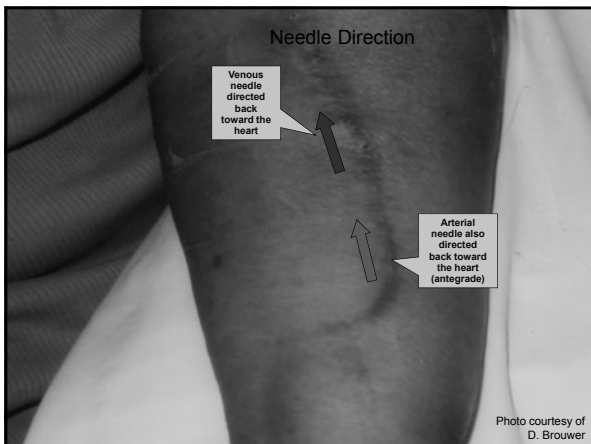 Needle Direction
Venous
needle
directed
back
toward the
heart
Arterial
needle also
directed
back toward
the heart
(antegrade)
Photo courtesy of
D. Brouwer